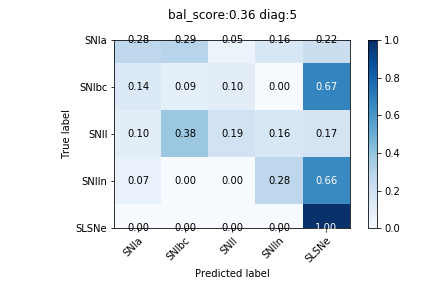 bal_score:0.36 diag:5
SNIa 0.28 0.29 0.05 0.16 0.22
SNIbc 0.14 0.09 0.10 0.00 0.67
SNII 0.10 0.38 0.19 0.16 0.17
SNIIn 0.07 0.00 0.00 0.28 0.66
SLSNe 0.00 0.00 0.00 0.00 1.00
True label
SNIa SNIbc SNII SNIIn SLSNe
Predicted label
1.0
0.8
0.6
0.4
0.2
0.0